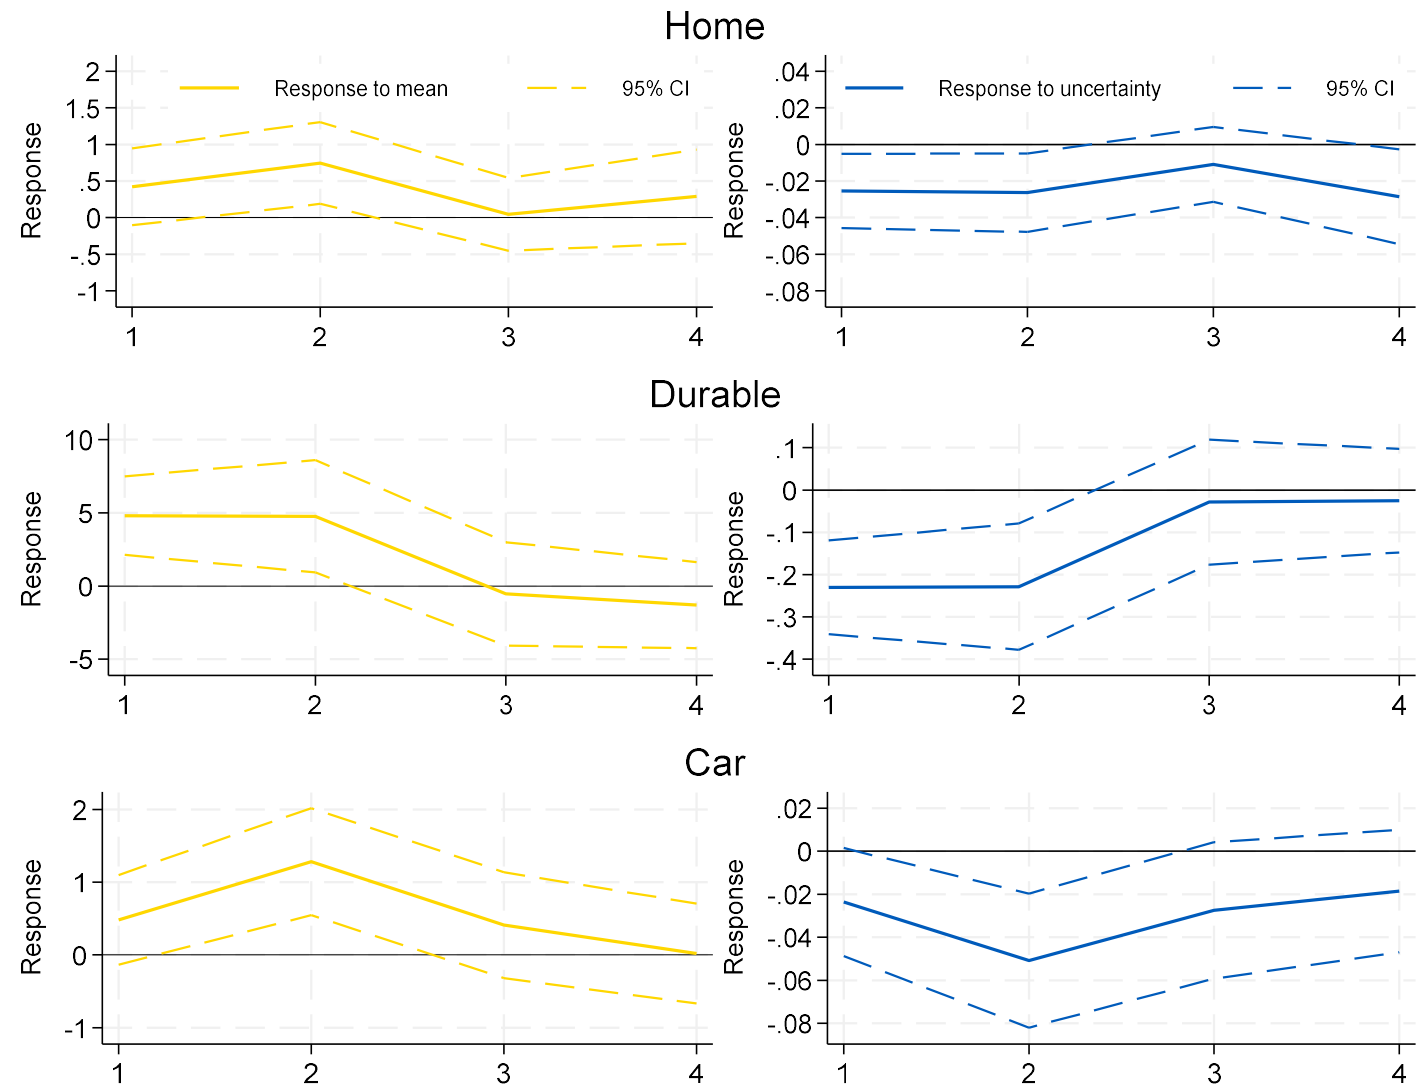 Home
Response to mean 95% CI
Response to uncertainty 95% CI
Response
2
1.5
1
.5
0
-.5
-1
1 2 3 4
Response
.04
.02
0
-.02
-.04
-.06
-.08
1 2 3 4
Durable
Response
10
5
0
-5
1 2 3 4
Response
.1
0
-.1
-.2
-.3
-.4
1 2 3 4
Car
Response
2
1
0
-1
1 2 3 4
Response
.02
0
-.02
-.04
-.06
-.08
1 2 3 4